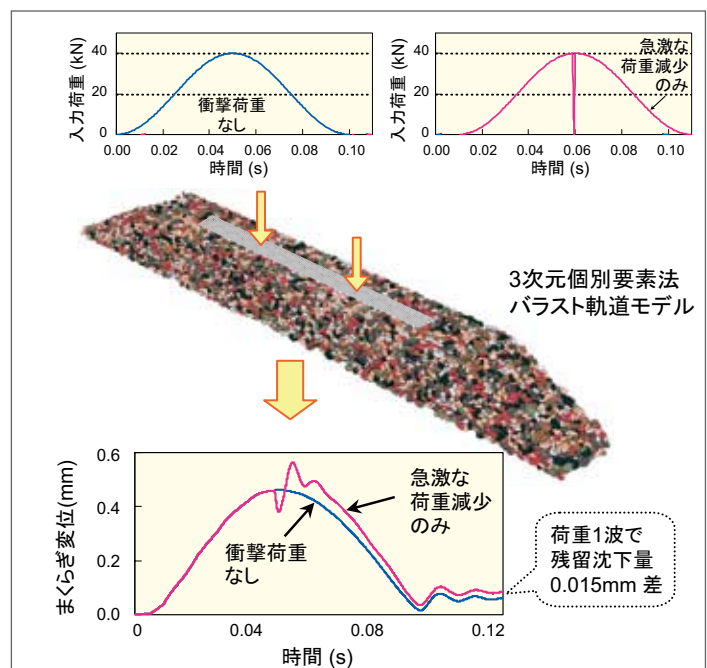 入力荷重 (kN)
40
20
0
衝撃荷重
なし
0.00 0.02 0.04 0.06 0.08 0.10
時間 (s)
入力荷重 (kN)
40
20
0
急激な
荷重減少
のみ
0.00 0.02 0.04 0.06 0.08 0.10
時間 (s)
3次元個別要素法
バラスト軌道モデル
まくらぎ変位(mm)
0.6
0.4
0.2
0.0
急激な
荷重減少
のみ
衝撃荷重
なし
0 0.04 0.08 0.12
時間 (s)
荷重1波で
残留沈下量
0.015mm 差